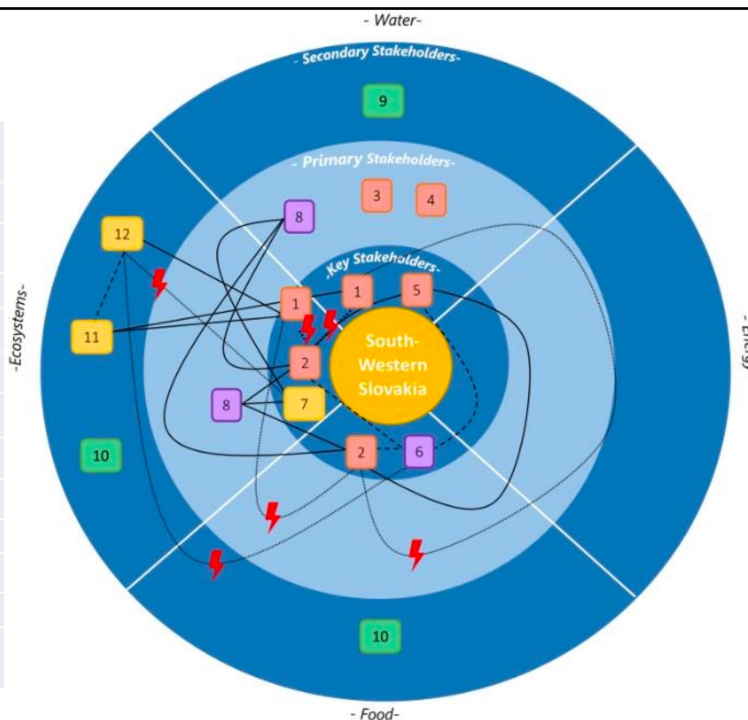 - Water-
- Secondary Stakeholders-
9
- Primary Stakeholders-
8
3
4
12
-Key Stakeholders-
1
1
5
-Ecosystems-
11
South-
Western
Slovakia
2
8
7
2
6
10
10
- Food-